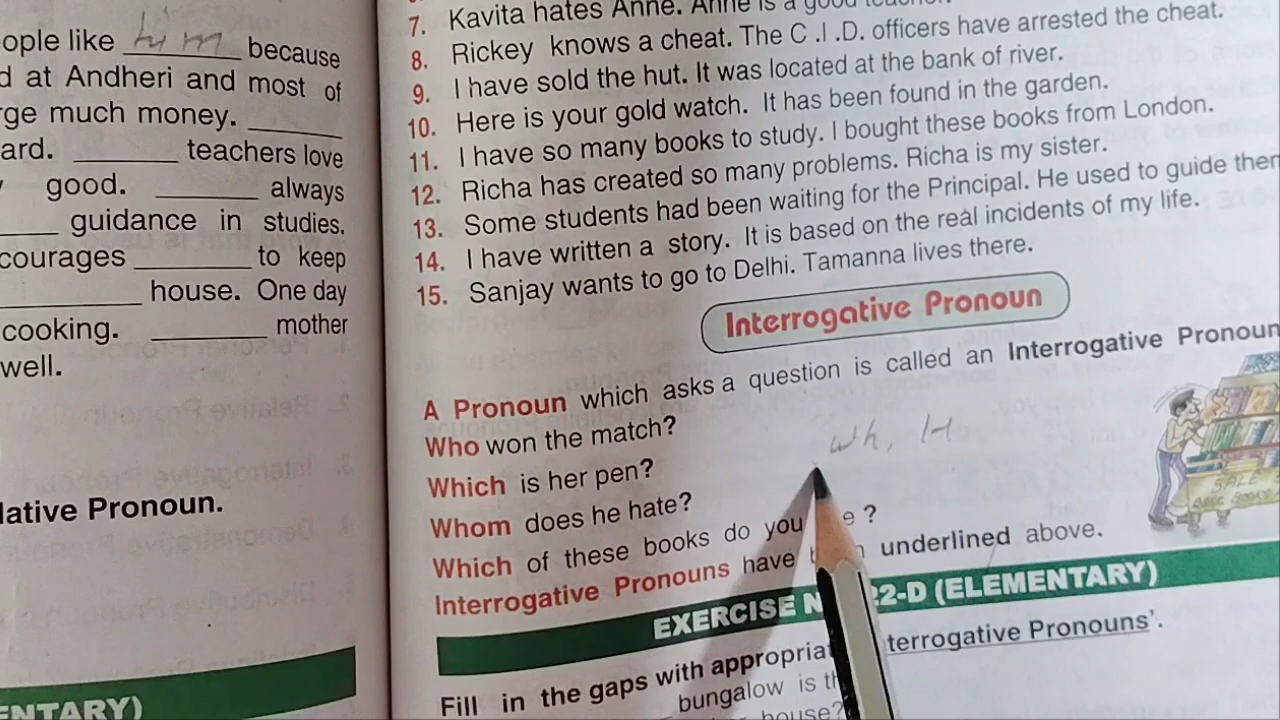 ople like him because
d at Andheri and most of
rge much money.
ard. teachers love
good. always
guidance in studies.
courages to keep
house. One day
cooking. mother
well.
lative Pronoun.
ENTARY)
7. Kavita hates Anne. Anne is a good
8. Rickey knows a cheat. The C .I .D. officers have arrested the cheat.
9. I have sold the hut. It was located at the bank of river.
10. Here is your gold watch. It has been found in the garden.
11. I have so many books to study. I bought these books from London.
12. Richa has created so many problems. Richa is my sister.
13. Some students had been waiting for the Principal. He used to guide ther
14. I have written a story. It is based on the real incidents of my life.
15. Sanjay wants to go to Delhi. Tamanna lives there.
Interrogative Pronoun
A Pronoun which asks a question is called an Interrogative Pronoun
Who won the match?
wh, H
Which is her pen?
Whom does he hate?
Which of these books do you e ?
Interrogative Pronouns have underlined above.
SALE
EXERCISE N 22-D (ELEMENTARY)
Fill in the gaps with appropria terrogative Pronouns'.
bungalow is th
house?